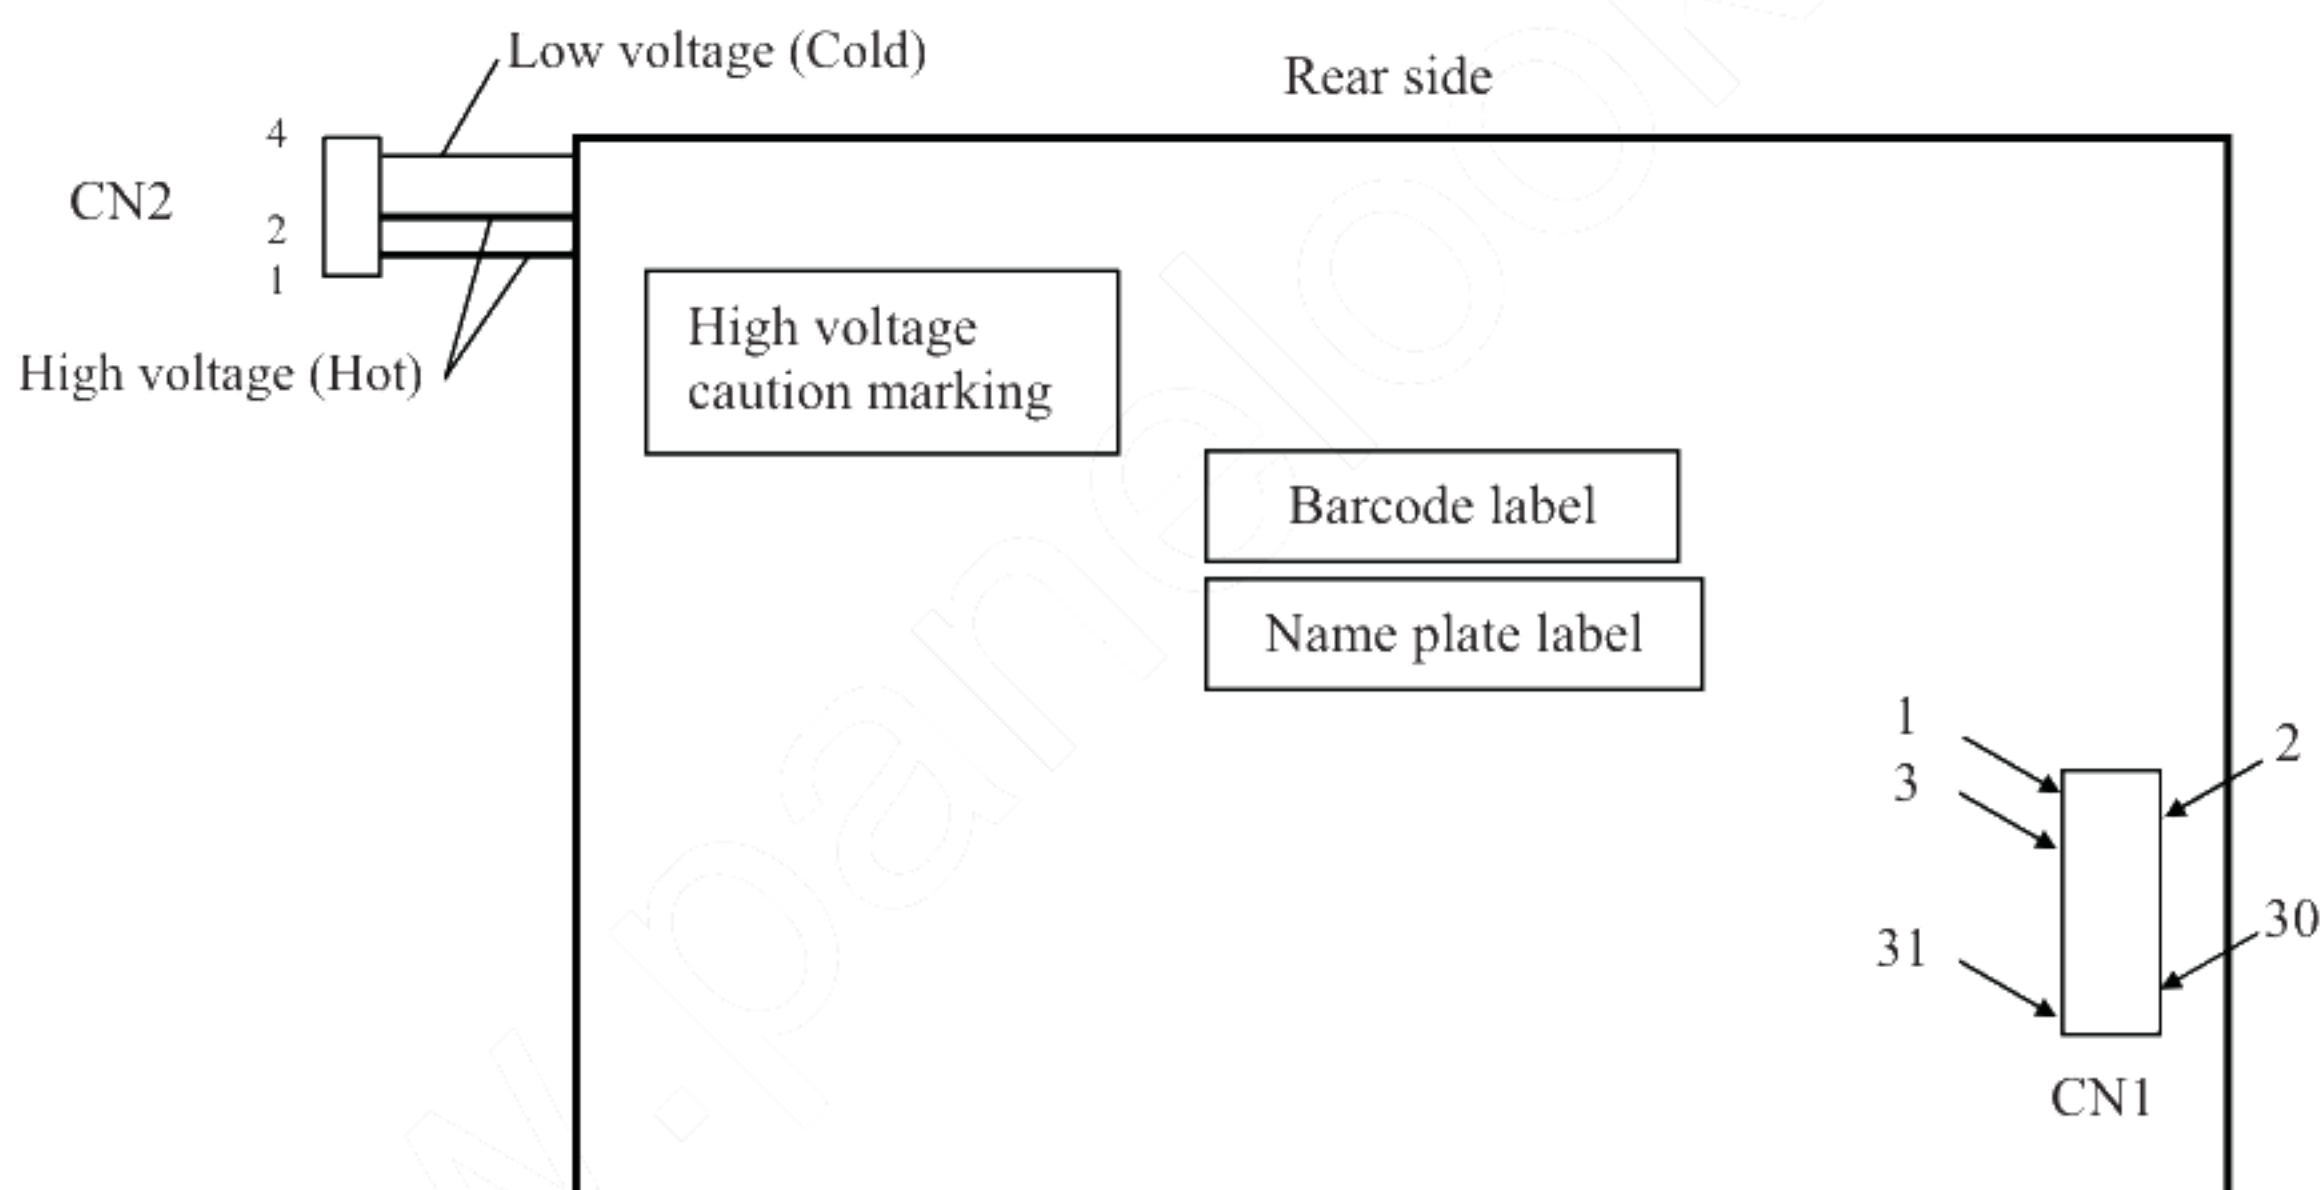 Low voltage (Cold)
Rear side
4
CN2
2
1
High voltage (Hot)
High voltage
caution marking
Barcode label
Name plate label
1
2
3
30
31
CN1